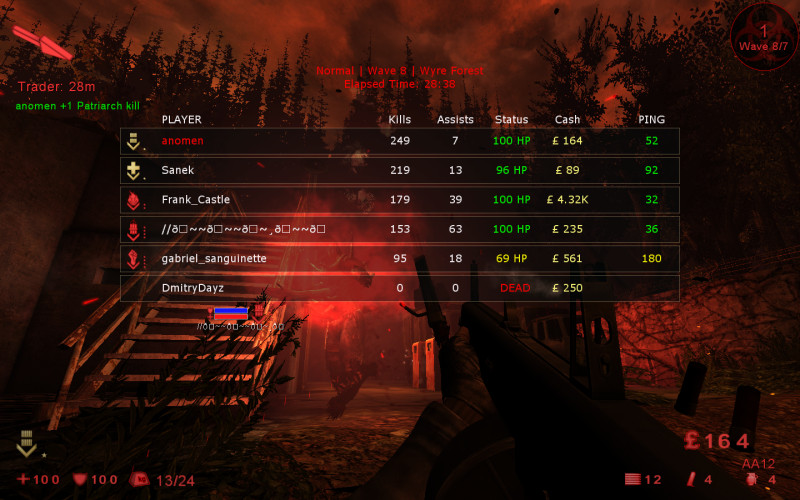 1
Wave 8/7
Trader: 28m
anomen +1 Patriarch kill
Normal | Wave 8 | Wyre Forest
Elapsed Time: 28:38
PLAYER Kills Assists Status Cash PING
anomen 249 7 100 HP £ 164 52
Sanek 219 13 96 HP £ 89 92
Frank_Castle 179 39 100 HP £ 4.32K 32
//ð□~~ð□~~ð□~¸ð□~~ð□ 153 63 100 HP £ 235 36
gabriel_sanguinette 95 18 69 HP £ 561 180
DmitryDayz 0 0 DEAD £ 250
£164
AA12
100 100 13/24 12 4 4